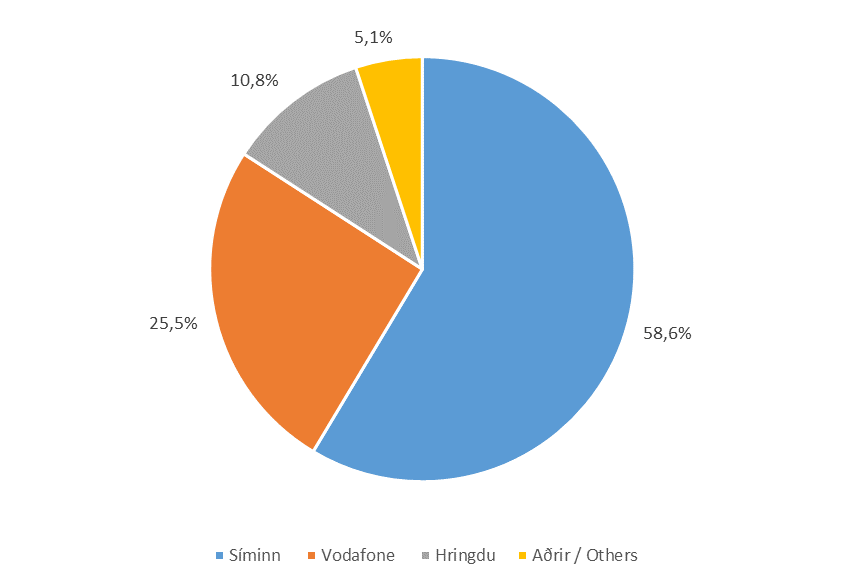 5,1%
10,8%
25,5%
58,6%
Síminn Vodafone Hringdu Aðrir / Others